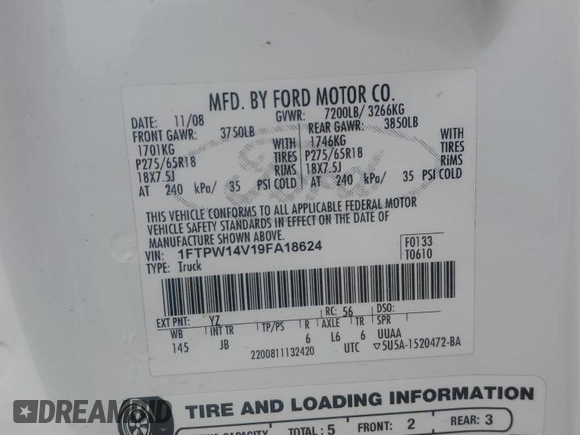 MFD. BY FORD MOTOR CO.
DATE: 11/08 GVWR: 7200LB/ 3266KG
FRONT GAWR: 3750LB REAR GAWR: 3850LB
1701KG WITH 1746KG WITH
P275/65R18 TIRES P275/65R18 TIRES
18X7.5J RIMS 18X7.5J RIMS
AT 240 kPa/ 35 PSI COLD AT 240 kPa/ 35 PSI COLD
THIS VEHICLE CONFORMS TO ALL APPLICABLE FEDERAL MOTOR
VEHICLE SAFETY STANDARDS IN EFFECT ON THE DATE OF
MANUFACTURE SHOWN ABOVE.
VIN: 1FTPW14V19FA18624 F0133
TYPE: Truck T0610
EXT PNT: YZ RC: 56 DSO:
WB INT TR TP/PS R AXLE TR SPR
145 JB 6 L6 6 UUAA
2200811132420 UTC ▽5U5A-1520472-BA
Ford
TIRE AND LOADING INFORMATION
SEATING CAPACITY TOTAL: 5 FRONT: 2 REAR: 3
DREAMBID